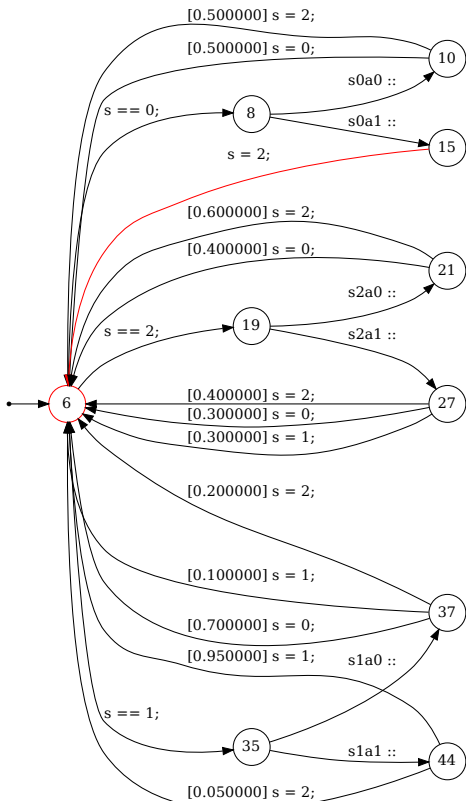 [0.500000] s = 2;
[0.500000] s = 0;
10
s0a0 ::
s == 0;
8
s0a1 ::
15
s = 2;
[0.600000] s = 2;
[0.400000] s = 0;
21
s2a0 ::
s == 2;
19
s2a1 ::
[0.400000] s = 2;
6
27
[0.300000] s = 0;
[0.300000] s = 1;
[0.200000] s = 2;
[0.100000] s = 1;
37
[0.700000] s = 0;
[0.950000] s = 1;
s1a0 ::
s == 1;
35
s1a1 ::
44
[0.050000] s = 2;